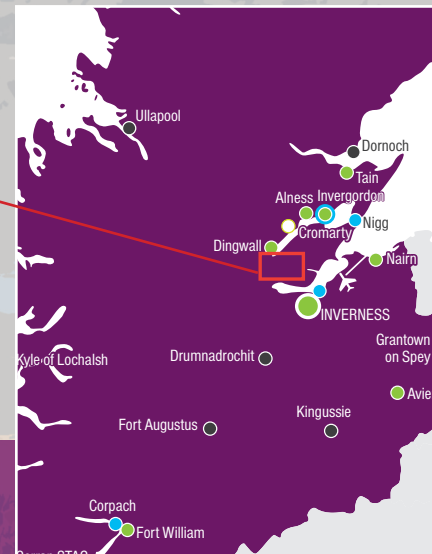 Ullapool
Dornoch
Tain
Alness Invergordon
Nigg
Cromarty
Dingwall
Nairn
INVERNESS
Grantown
on Spey
Kyle of Lochalsh
Drumnadrochit
Avie
Kingussie
Fort Augustus
Corpach
Fort William